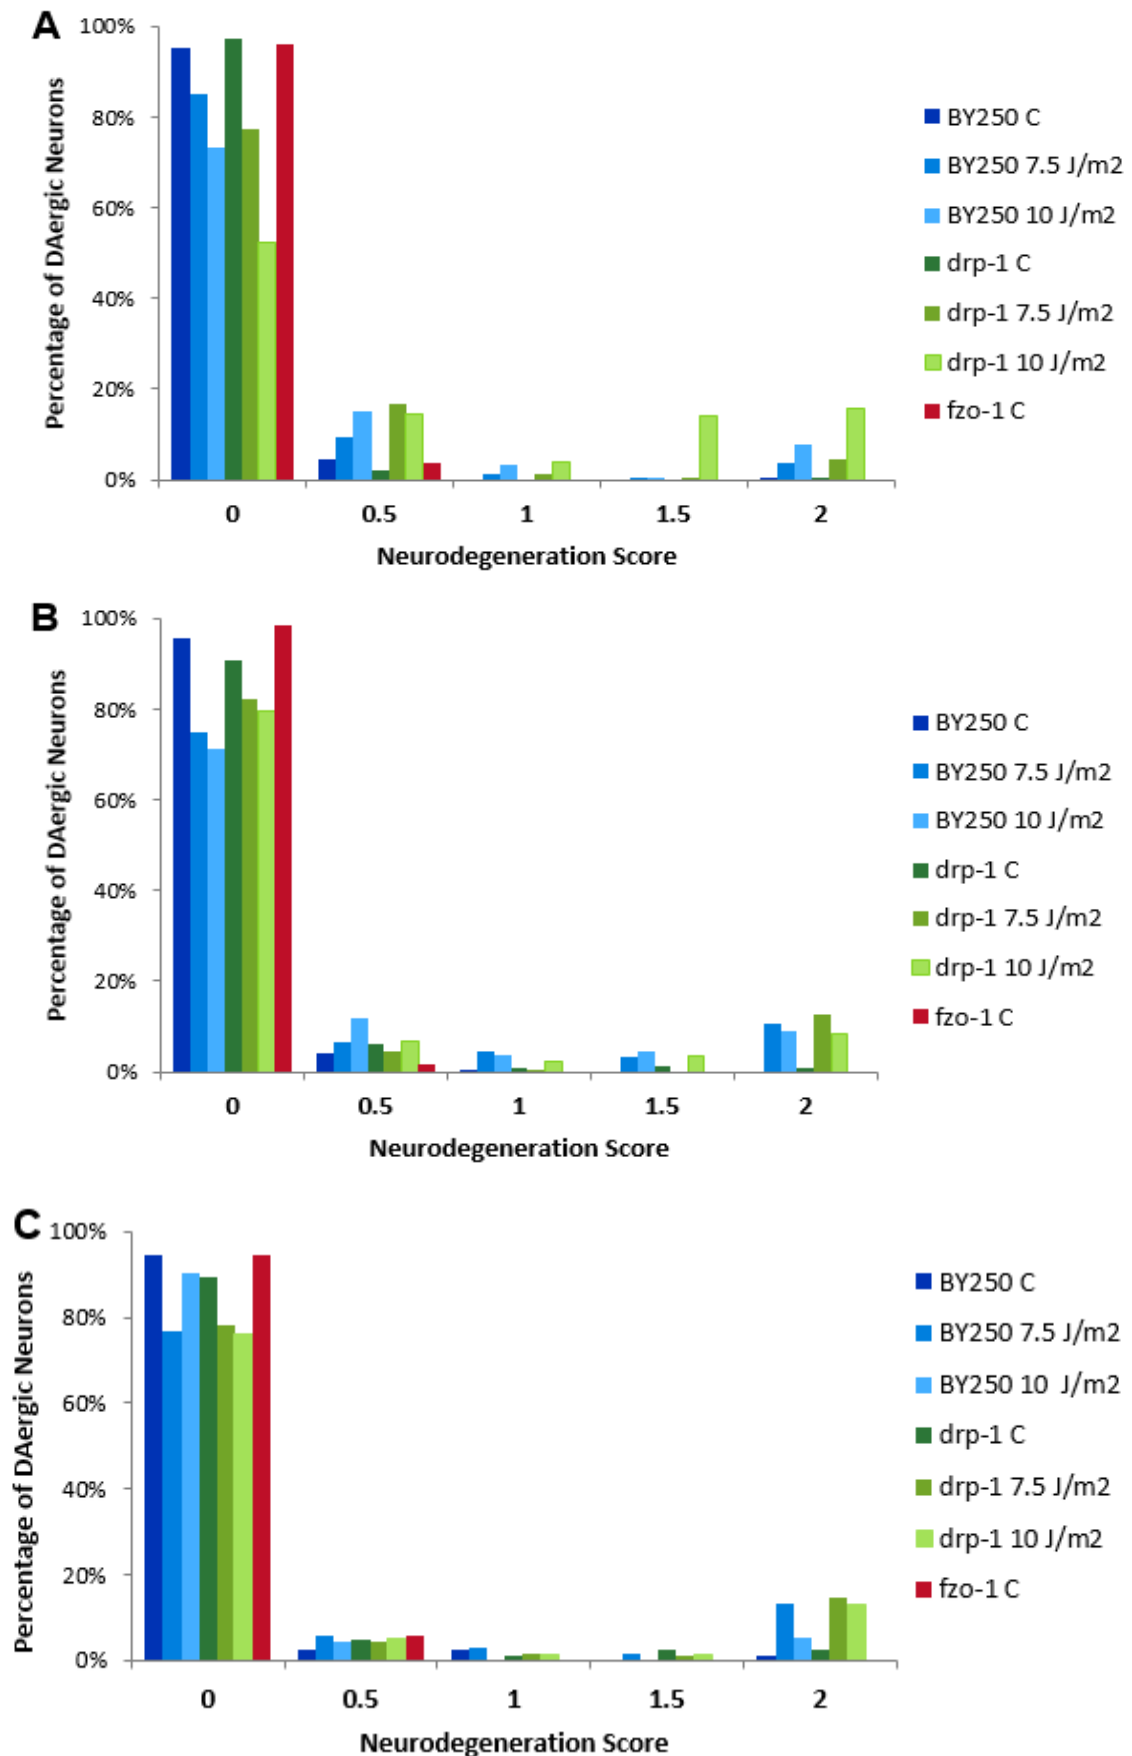 A
100%
80%
60%
40%
20%
0%
Percentage of DAergic Neurons
0 0.5 1 1.5 2
Neurodegeneration Score
BY250 C
BY250 7.5 J/m2
BY250 10 J/m2
drp-1 C
drp-1 7.5 J/m2
drp-1 10 J/m2
fzo-1 C
B
100%
80%
60%
40%
20%
0%
Percentage of DAergic Neurons
0 0.5 1 1.5 2
Neurodegeneration Score
BY250 C
BY250 7.5 J/m2
BY250 10 J/m2
drp-1 C
drp-1 7.5 J/m2
drp-1 10 J/m2
fzo-1 C
C
100%
80%
60%
40%
20%
0%
Percentage of DAergic Neurons
0 0.5 1 1.5 2
Neurodegeneration Score
BY250 C
BY250 7.5 J/m2
BY250 10 J/m2
drp-1 C
drp-1 7.5 J/m2
drp-1 10 J/m2
fzo-1 C